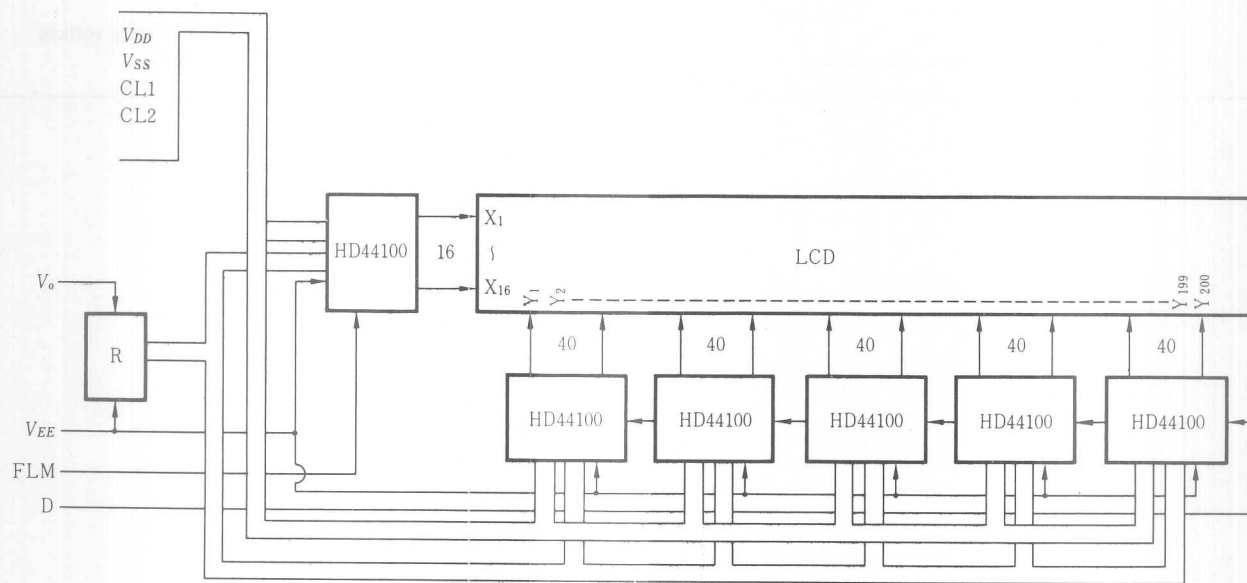 V_DD
V_SS
CL1
CL2
HD44100
16
X₁
≀
X₁₆
LCD
Y₁
Y₂
Y₁₉₉
Y₂₀₀
V_o
R
40
40
40
40
40
HD44100
HD44100
HD44100
HD44100
HD44100
V_EE
FLM
D